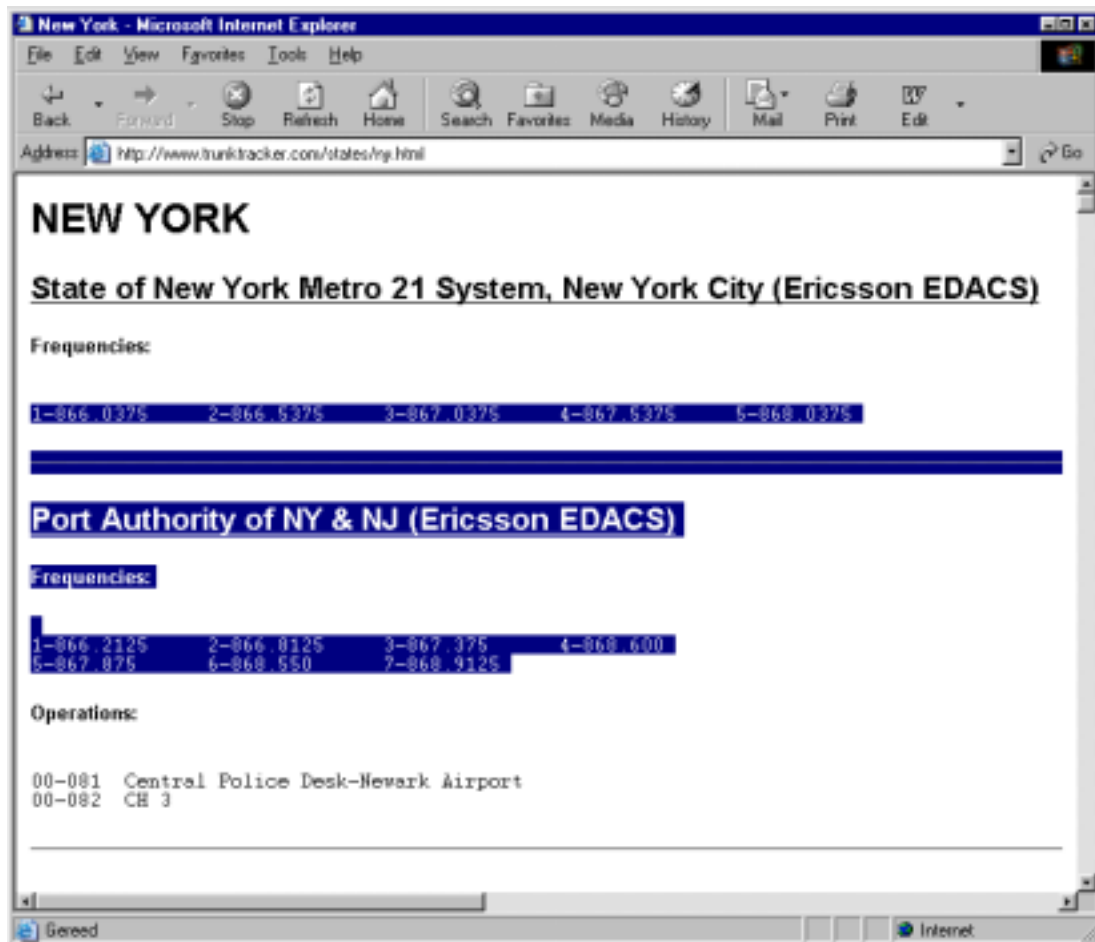 New York - Microsoft Internet Explorer
File Edit View Favorites Tools Help
Back Forward Stop Refresh Home Search Favorites Media History Mail Print Edit
Address http://www.trunktracker.com/states/ny.html Go
NEW YORK
State of New York Metro 21 System, New York City (Ericsson EDACS)
Frequencies:
1-866.0375 2-866.5375 3-867.0375 4-867.5375 5-868.0375
Port Authority of NY & NJ (Ericsson EDACS)
Frequencies:
1-866.2125 2-866.8125 3-867.375 4-868.600
5-867.875 6-868.550 7-868.9125
Operations:
00-081 Central Police Desk-Newark Airport
00-082 CH 3
Gereed Internet